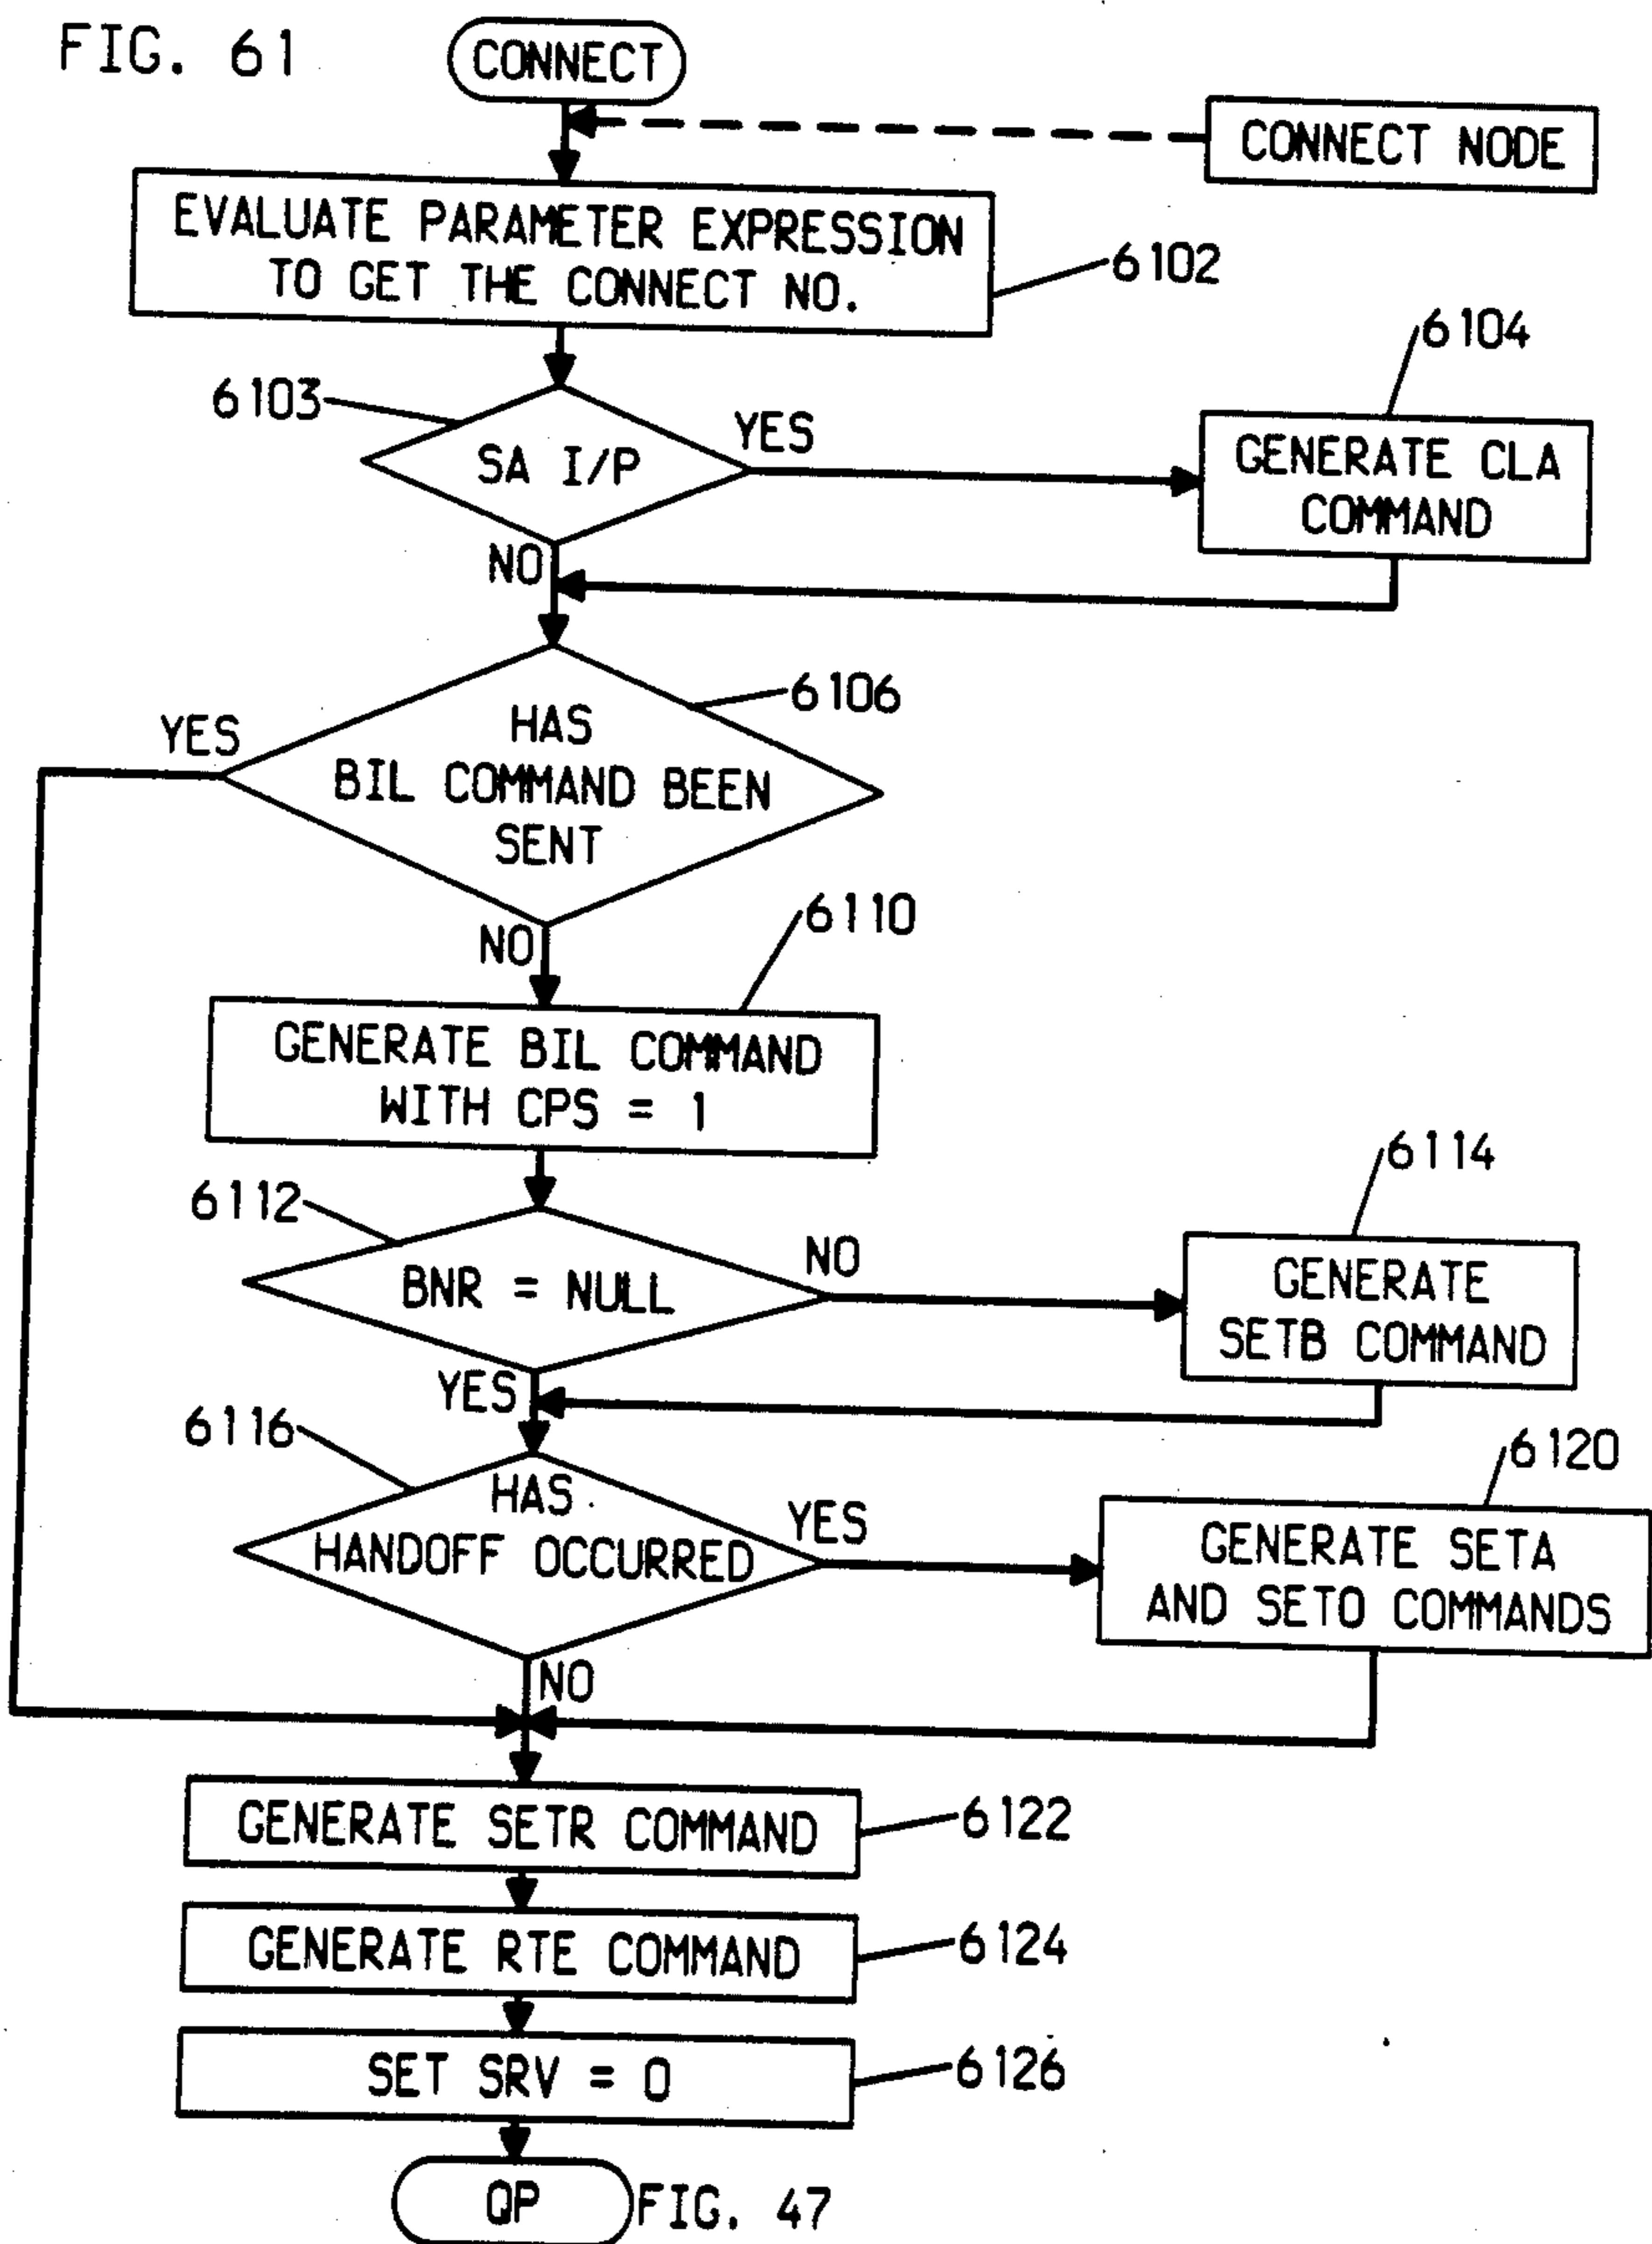 FIG. 61
CONNECT
CONNECT NODE
EVALUATE PARAMETER EXPRESSION
TO GET THE CONNECT NO.
6102
6103
SA I/P
YES
6104
GENERATE CLA
COMMAND
NO
6106
YES
HAS
BIL COMMAND BEEN
SENT
NO
6110
GENERATE BIL COMMAND
WITH CPS = 1
6112
BNR = NULL
NO
6114
GENERATE
SETB COMMAND
YES
6116
HAS
HANDOFF OCCURRED
YES
6120
GENERATE SETA
AND SETO COMMANDS
NO
GENERATE SETR COMMAND
6122
GENERATE RTE COMMAND
6124
SET SRV = 0
6126
QP
FIG. 47